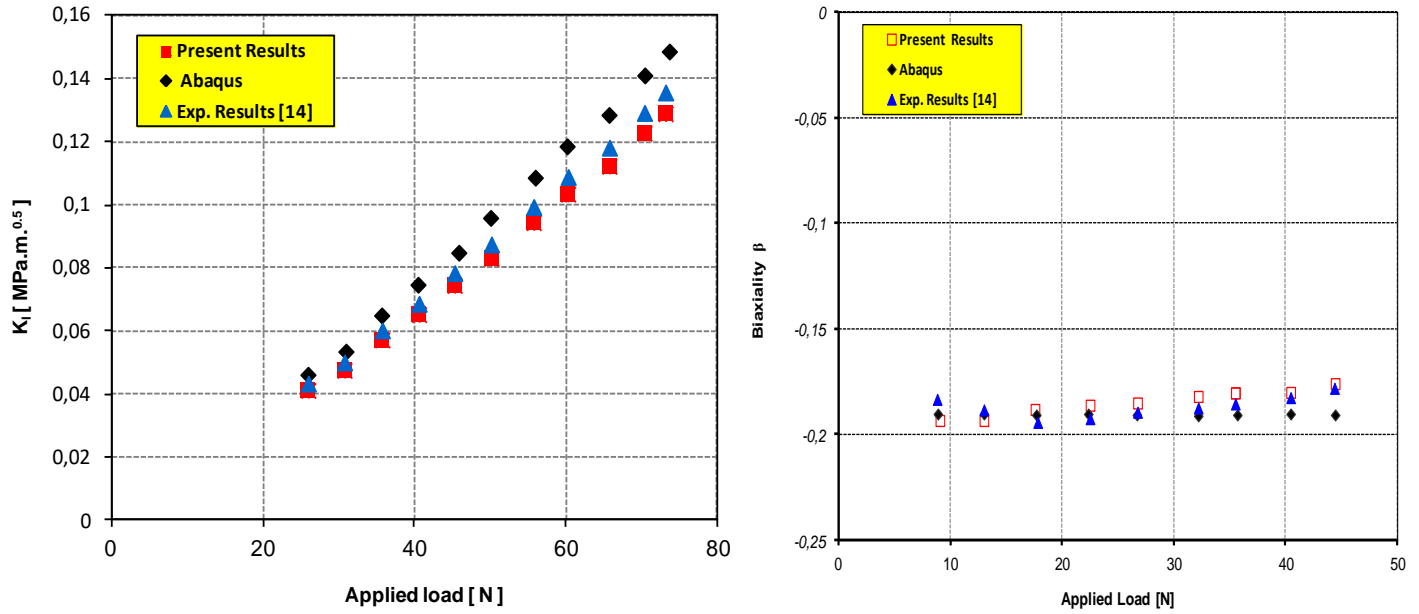 0,16
0,14
0,12
0,1
0,08
0,06
0,04
0,02
0
K_I [ MPa.m.^0.5 ]
Present Results
Abaqus
Exp. Results [14]
0 20 40 60 80
Applied load [ N ]
0
-0,05
-0,1
-0,15
-0,2
-0,25
Biaxiality β
Present Results
Abaqus
Exp. Results [14]
0 10 20 30 40 50
Applied Load [N]